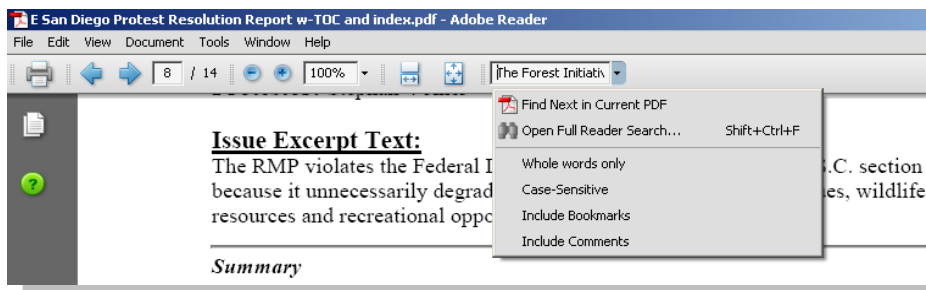 E San Diego Protest Resolution Report w-TOC and index.pdf - Adobe Reader
File Edit View Document Tools Window Help
8 / 14 100% The Forest Initiativ
Find Next in Current PDF
Open Full Reader Search... Shift+Ctrl+F
Whole words only
Case-Sensitive
Include Bookmarks
Include Comments
Issue Excerpt Text:
The RMP violates the Federal .C. section
because it unnecessarily degrad es, wildlife
resources and recreational oppo
Summary